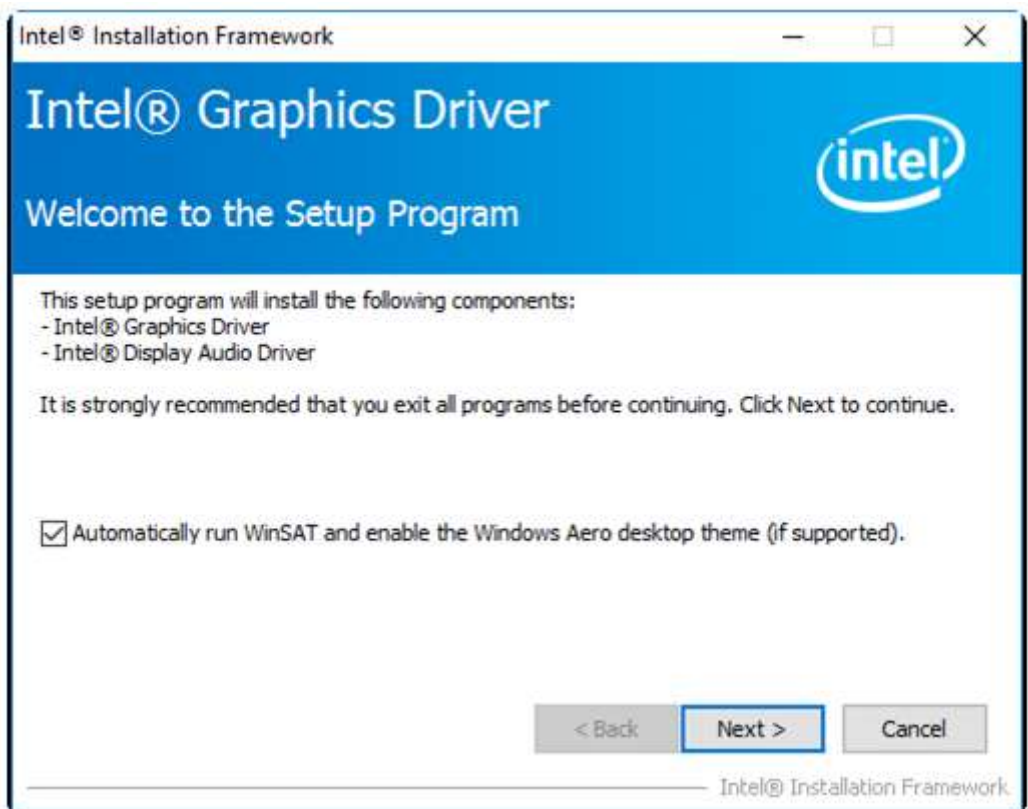 Intel® Installation Framework
Intel® Graphics Driver
intel
Welcome to the Setup Program
This setup program will install the following components:
- Intel® Graphics Driver
- Intel® Display Audio Driver
It is strongly recommended that you exit all programs before continuing. Click Next to continue.
Automatically run WinSAT and enable the Windows Aero desktop theme (if supported).
< Back Next > Cancel
Intel® Installation Framework